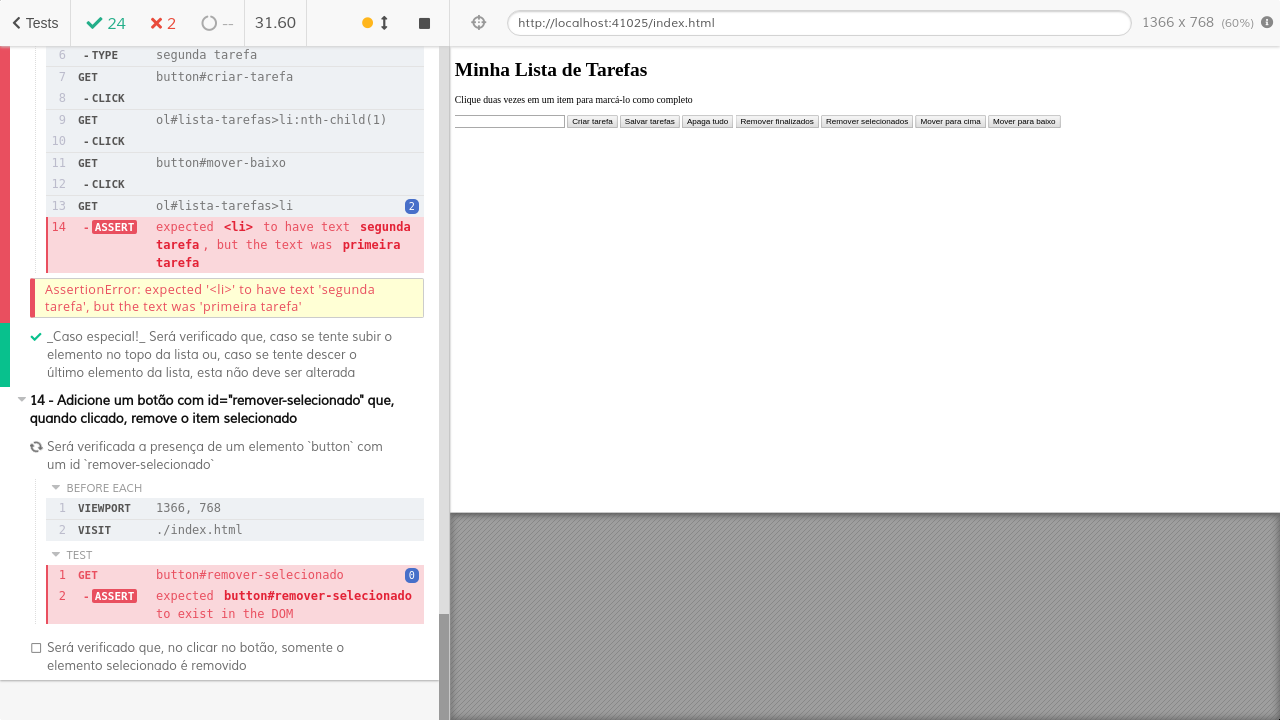 Tests
24
2
--
31.60
http://localhost:41025/index.html
1366 x 768 (60%)
6 - TYPE segunda tarefa
7 GET button#criar-tarefa
8 - CLICK
9 GET ol#lista-tarefas>li:nth-child(1)
10 - CLICK
11 GET button#mover-baixo
12 - CLICK
13 GET ol#lista-tarefas>li 2
14 - ASSERT expected <li> to have text segunda
tarefa, but the text was primeira
tarefa
AssertionError: expected '<li>' to have text 'segunda
tarefa', but the text was 'primeira tarefa'
_Caso especial!_ Será verificado que, caso se tente subir o
elemento no topo da lista ou, caso se tente descer o
último elemento da lista, esta não deve ser alterada
14 - Adicione um botão com id="remover-selecionado" que,
quando clicado, remove o item selecionado
Será verificada a presença de um elemento `button` com
um id `remover-selecionado`
BEFORE EACH
1 VIEWPORT 1366, 768
2 VISIT ./index.html
TEST
1 GET button#remover-selecionado 0
2 - ASSERT expected button#remover-selecionado
to exist in the DOM
Será verificado que, no clicar no botão, somente o
elemento selecionado é removido
Minha Lista de Tarefas
Clique duas vezes em um item para marcá-lo como completo
Criar tarefa Salvar tarefas Apaga tudo Remover finalizados Remover selecionados Mover para cima Mover para baixo